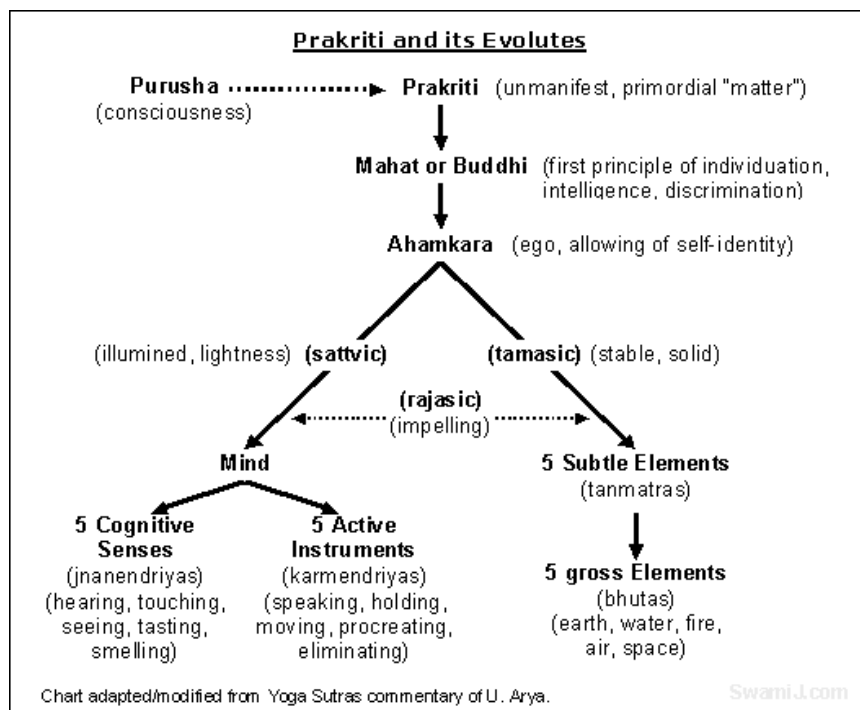 Prakriti and its Evolutes
Purusha
(consciousness)
Prakriti (unmanifest, primordial "matter")
Mahat or Buddhi (first principle of individuation,
intelligence, discrimination)
Ahamkara (ego, allowing of self-identity)
(illumined, lightness) (sattvic)
(tamasic) (stable, solid)
(rajasic)
(impelling)
Mind
5 Cognitive
Senses
(jnanendriyas)
(hearing, touching,
seeing, tasting,
smelling)
5 Active
Instruments
(karmendriyas)
(speaking, holding,
moving, procreating,
eliminating)
5 Subtle Elements
(tanmatras)
5 gross Elements
(bhutas)
(earth, water, fire,
air, space)
Chart adapted/modified from Yoga Sutras commentary of U. Arya.
SwamiJ.com